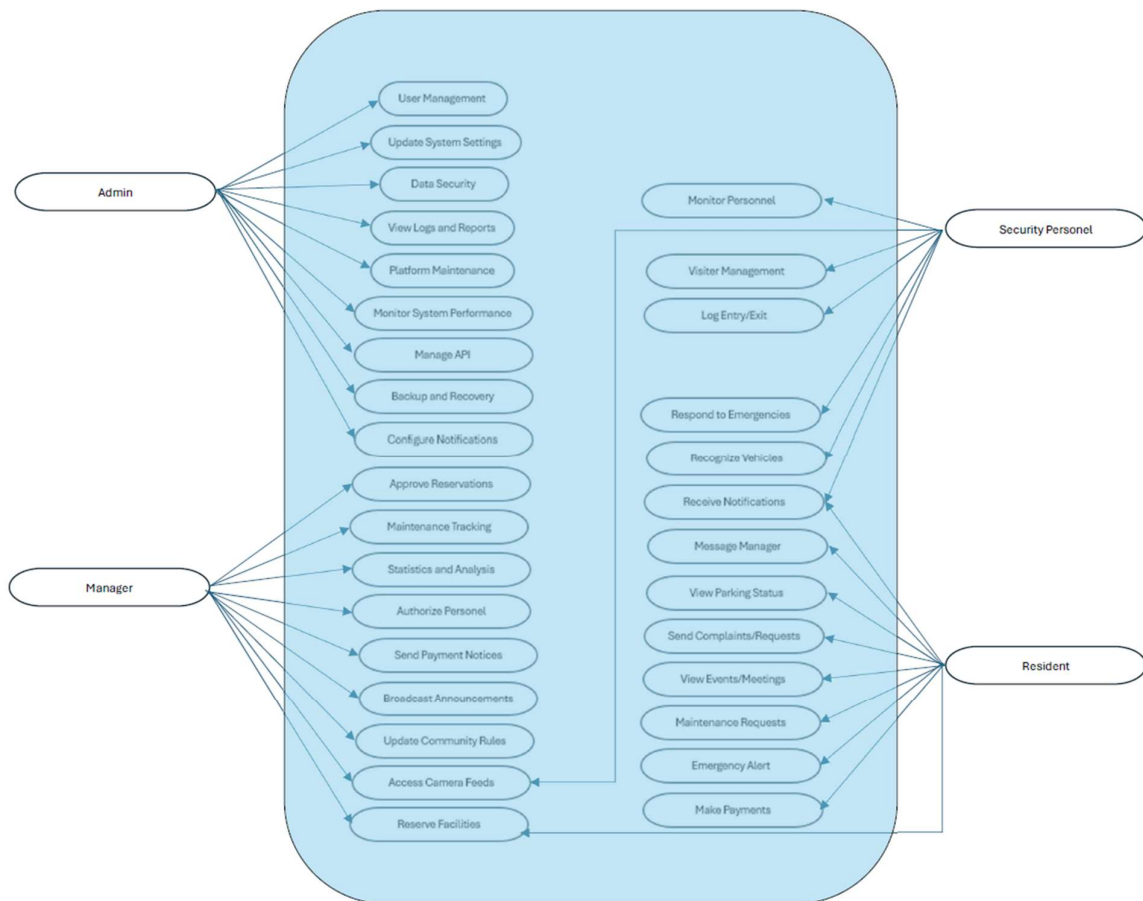 Admin
Manager
User Management
Update System Settings
Data Security
View Logs and Reports
Platform Maintenance
Monitor System Performance
Manage API
Backup and Recovery
Configure Notifications
Approve Reservations
Maintenance Tracking
Statistics and Analysis
Authorize Personel
Send Payment Notices
Broadcast Announcements
Update Community Rules
Access Camera Feeds
Reserve Facilities
Monitor Personnel
Visiter Management
Log Entry/Exit
Respond to Emergencies
Recognize Vehicles
Receive Notifications
Message Manager
View Parking Status
Send Complaints/Requests
View Events/Meetings
Maintenance Requests
Emergency Alert
Make Payments
Security Personel
Resident